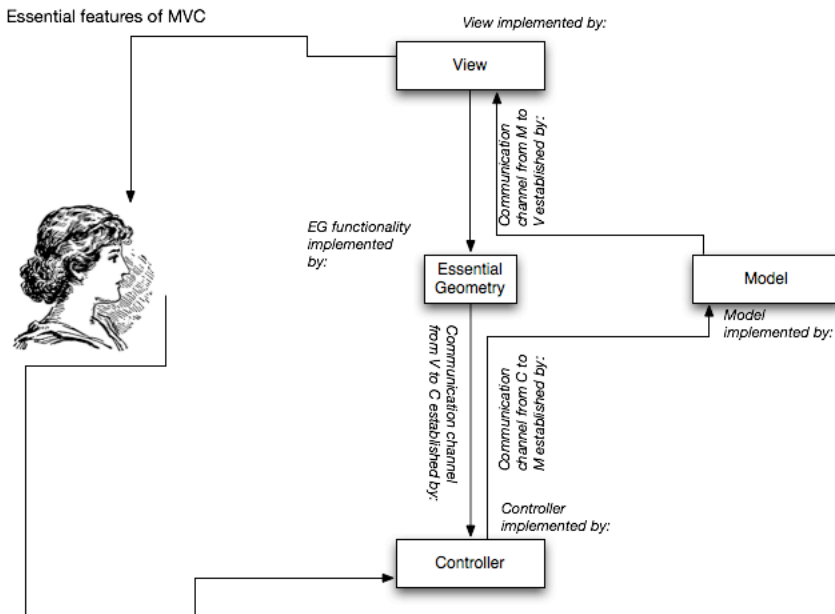 Essential features of MVC
View implemented by:
View
Communication
channel from M to
V established by:
EG functionality
implemented
by:
Essential
Geometry
Model
Model
implemented by:
Communication channel
from V to C established by:
Communication
channel from C to
M established by:
Controller
implemented by:
Controller